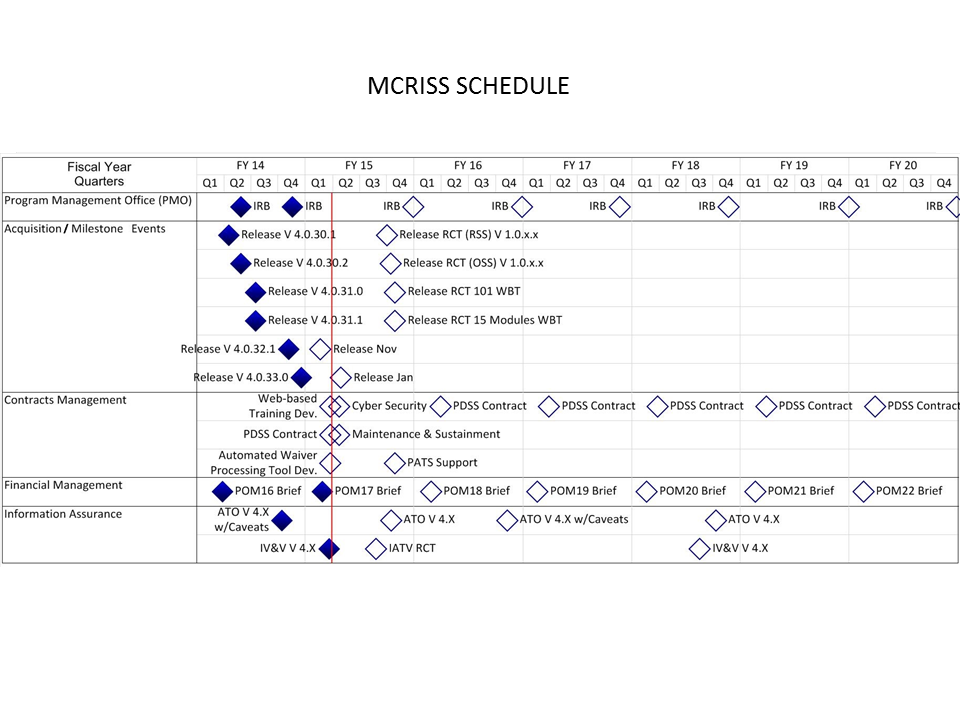 MCRISS SCHEDULE
Fiscal Year FY 14 FY 15 FY 16 FY 17 FY 18 FY 19 FY 20
Quarters Q1 Q2 Q3 Q4 Q1 Q2 Q3 Q4 Q1 Q2 Q3 Q4 Q1 Q2 Q3 Q4 Q1 Q2 Q3 Q4 Q1 Q2 Q3 Q4 Q1 Q2 Q3 Q4
Program Management Office (PMO) IRB IRB IRB IRB IRB IRB IRB IRB
Acquisition / Milestone Events Release V 4.0.30.1 Release RCT (RSS) V 1.0.x.x
Release V 4.0.30.2 Release RCT (OSS) V 1.0.x.x
Release V 4.0.31.0 Release RCT 101 WBT
Release V 4.0.31.1 Release RCT 15 Modules WBT
Release V 4.0.32.1 Release Nov
Release V 4.0.33.0 Release Jan
Contracts Management Web-based Training Dev. Cyber Security PDSS Contract PDSS Contract PDSS Contract PDSS Contract PDSS Contract
PDSS Contract Maintenance & Sustainment
Automated Waiver
Processing Tool Dev. PATS Support
Financial Management POM16 Brief POM17 Brief POM18 Brief POM19 Brief POM20 Brief POM21 Brief POM22 Brief
Information Assurance ATO V 4.X w/Caveats ATO V 4.X ATO V 4.X w/Caveats ATO V 4.X
IV&V V 4.X IATV RCT IV&V V 4.X